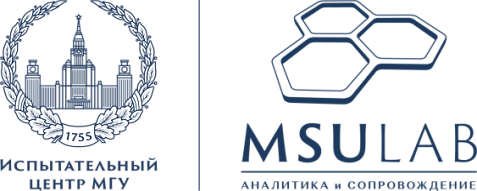 1755
ИСПЫТАТЕЛЬНЫЙ
ЦЕНТР МГУ
MSULAB
АНАЛИТИКА И СОПРОВОЖДЕНИЕ